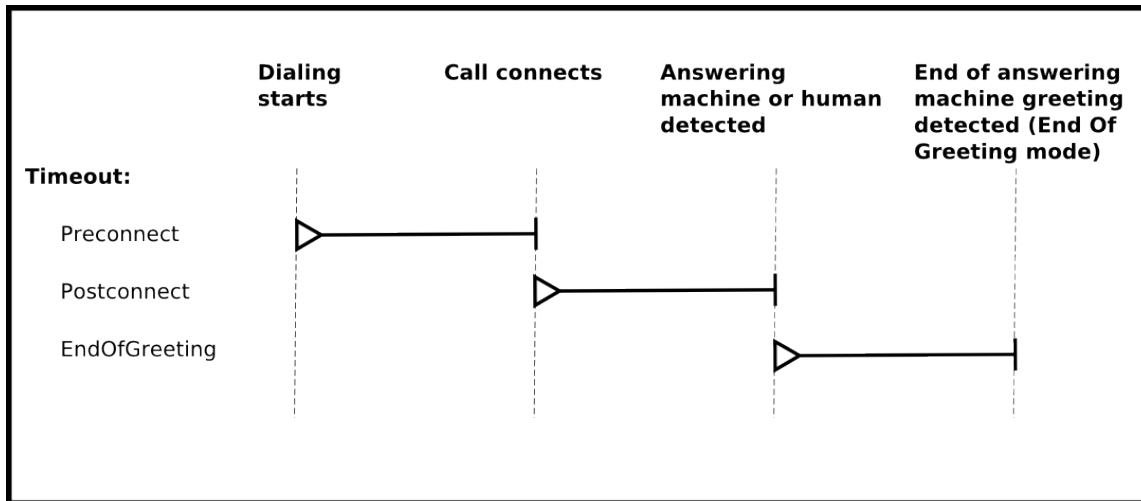 Dialing
starts
Call connects
Answering
machine or human
detected
End of answering
machine greeting
detected (End Of
Greeting mode)
Timeout:
Preconnect
Postconnect
EndOfGreeting